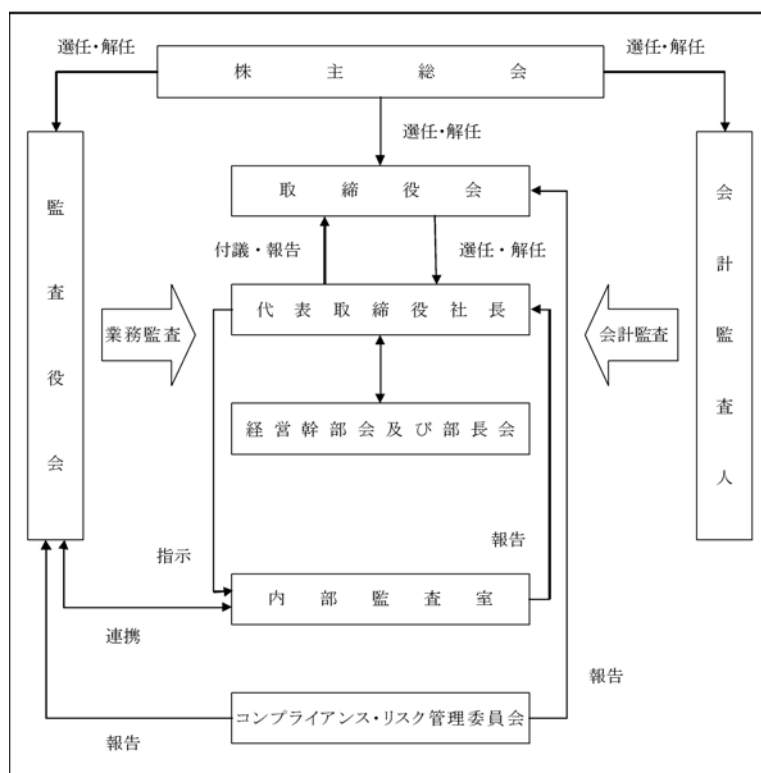 選任・解任
選任・解任
株主総会
選任・解任
監査役会
取締役会
会計監査人
付議・報告
選任・解任
代表取締役社長
業務監査
会計監査
経営幹部会及び部長会
指示
報告
内部監査室
連携
報告
コンプライアンス・リスク管理委員会
報告